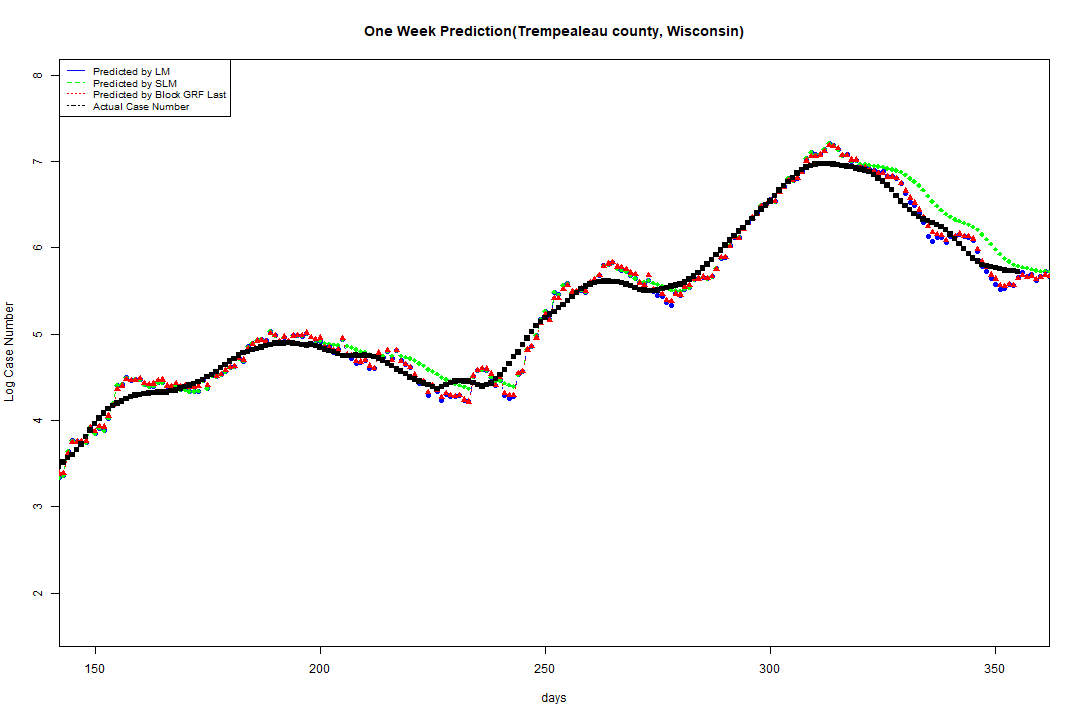 One Week Prediction(Trempealeau county, Wisconsin)
Predicted by LM
Predicted by SLM
Predicted by Block GRF Last
Actual Case Number
8
7
6
5
4
3
2
Log Case Number
150 200 250 300 350
days